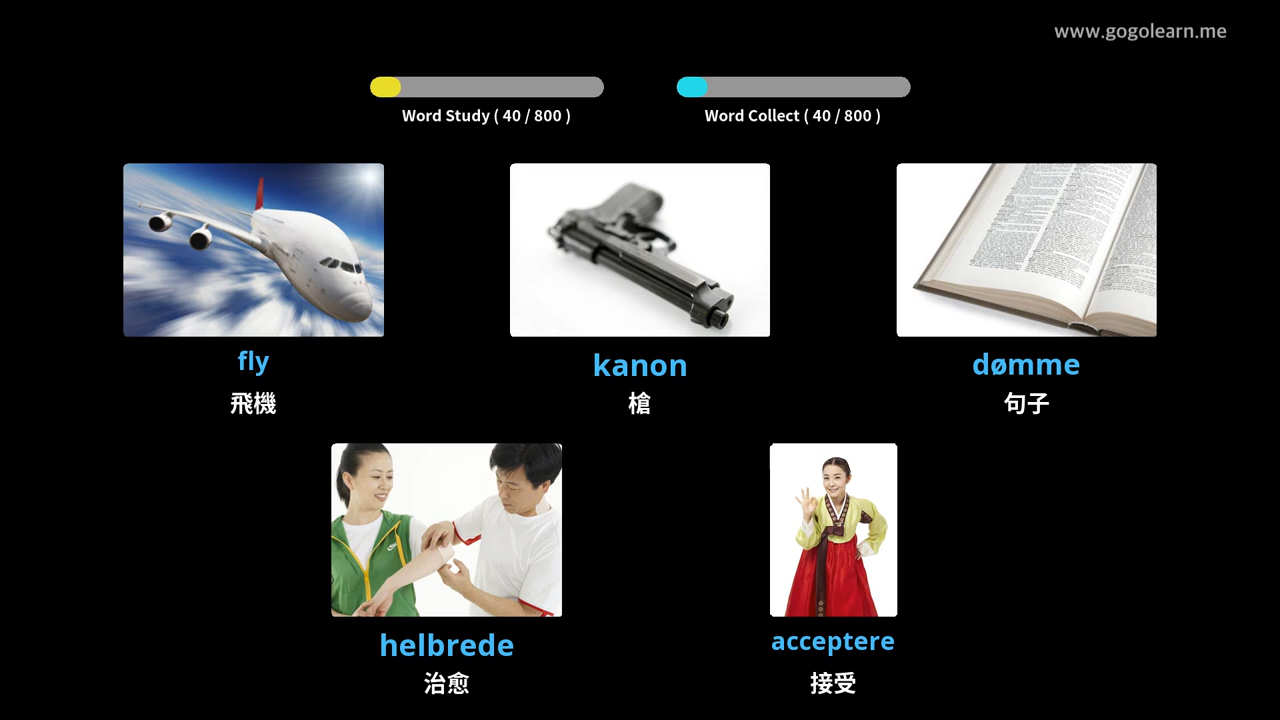 www.gogolearn.me
Word Study ( 40 / 800 )
Word Collect ( 40 / 800 )
fly
飛機
kanon
槍
dømme
句子
helbrede
治愈
acceptere
接受